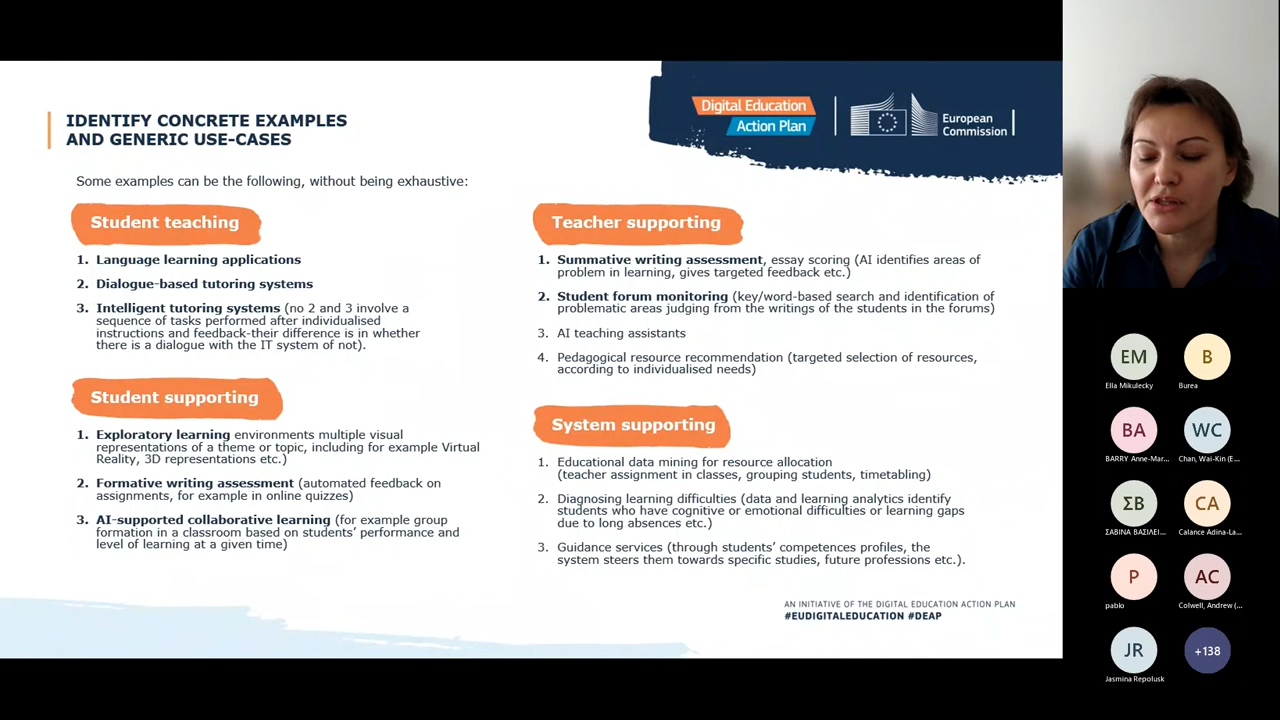 IDENTIFY CONCRETE EXAMPLES
AND GENERIC USE-CASES
Digital Education
Action Plan
European
Commission
Some examples can be the following, without being exhaustive:
Student teaching
1. Language learning applications
2. Dialogue-based tutoring systems
3. Intelligent tutoring systems (no 2 and 3 involve a
sequence of tasks performed after individualised
instructions and feedback-their difference is in whether
there is a dialogue with the IT system of not).
Student supporting
1. Exploratory learning environments multiple visual
representations of a theme or topic, including for example Virtual
Reality, 3D representations etc.)
2. Formative writing assessment (automated feedback on
assignments, for example in online quizzes)
3. AI-supported collaborative learning (for example group
formation in a classroom based on students’ performance and
level of learning at a given time)
Teacher supporting
1. Summative writing assessment, essay scoring (AI identifies areas of
problem in learning, gives targeted feedback etc.)
2. Student forum monitoring (key/word-based search and identification of
problematic areas judging from the writings of the students in the forums)
3. AI teaching assistants
4. Pedagogical resource recommendation (targeted selection of resources,
according to individualised needs)
System supporting
1. Educational data mining for resource allocation
(teacher assignment in classes, grouping students, timetabling)
2. Diagnosing learning difficulties (data and learning analytics identify
students who have cognitive or emotional difficulties or learning gaps
due to long absences etc.)
3. Guidance services (through students’ competences profiles, the
system steers them towards specific studies, future professions etc.).
AN INITIATIVE OF THE DIGITAL EDUCATION ACTION PLAN
#EUDIGITALEDUCATION #DEAP
EM
Ella Mikulecky
B
Burea
BA
BARRY Anne-Mar...
WC
Chan, Wai-Kin (E...
ΣΒ
ΣΑΒΙΝΑ ΒΑΣΙΛΕΙ...
CA
Calance Adina-La...
P
pablo
AC
Colwell, Andrew (...
JR
Jasmina Repolusk
+138